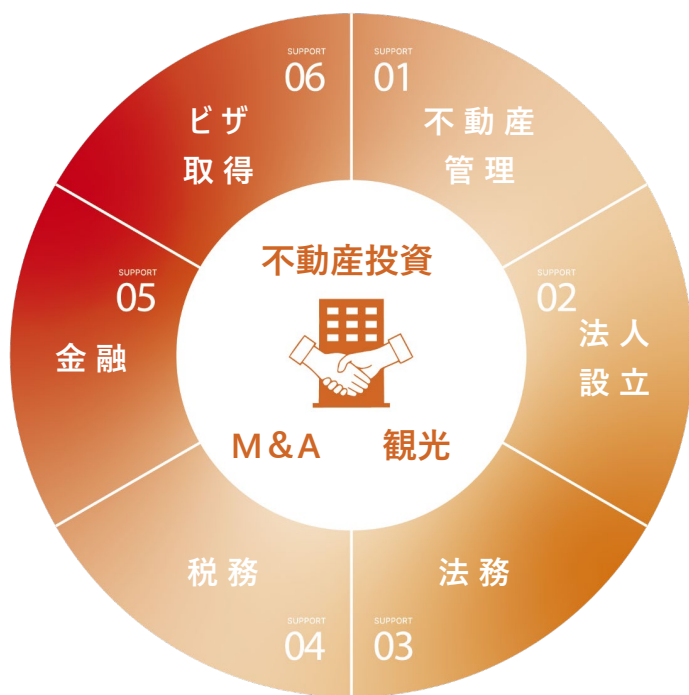 SUPPORT
01
不動産
管理
SUPPORT
02
法人
設立
SUPPORT
03
法務
SUPPORT
04
税務
SUPPORT
05
金融
SUPPORT
06
ビザ
取得
不動産投資
M&A
観光